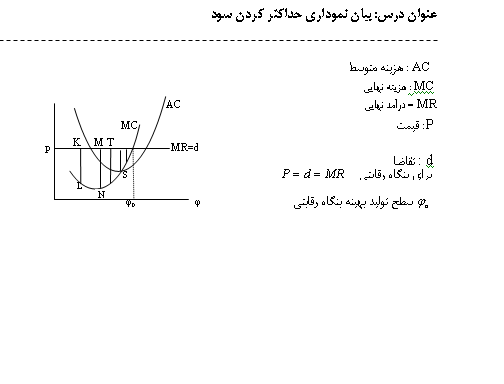 عنوان درس: بیان نموداری حداکثر کردن سود
AC : هزینه متوسط
MC: هزینه نهایی
MR = درآمد نهایی
P: قیمت
d : تقاضا
برای بنگاه رقابتی P = d = MR
φ₀ سطح تولید بهینه بنگاه رقابتی
AC
MC
K M T
P
MR=d
L
S
N
φ₀
φ